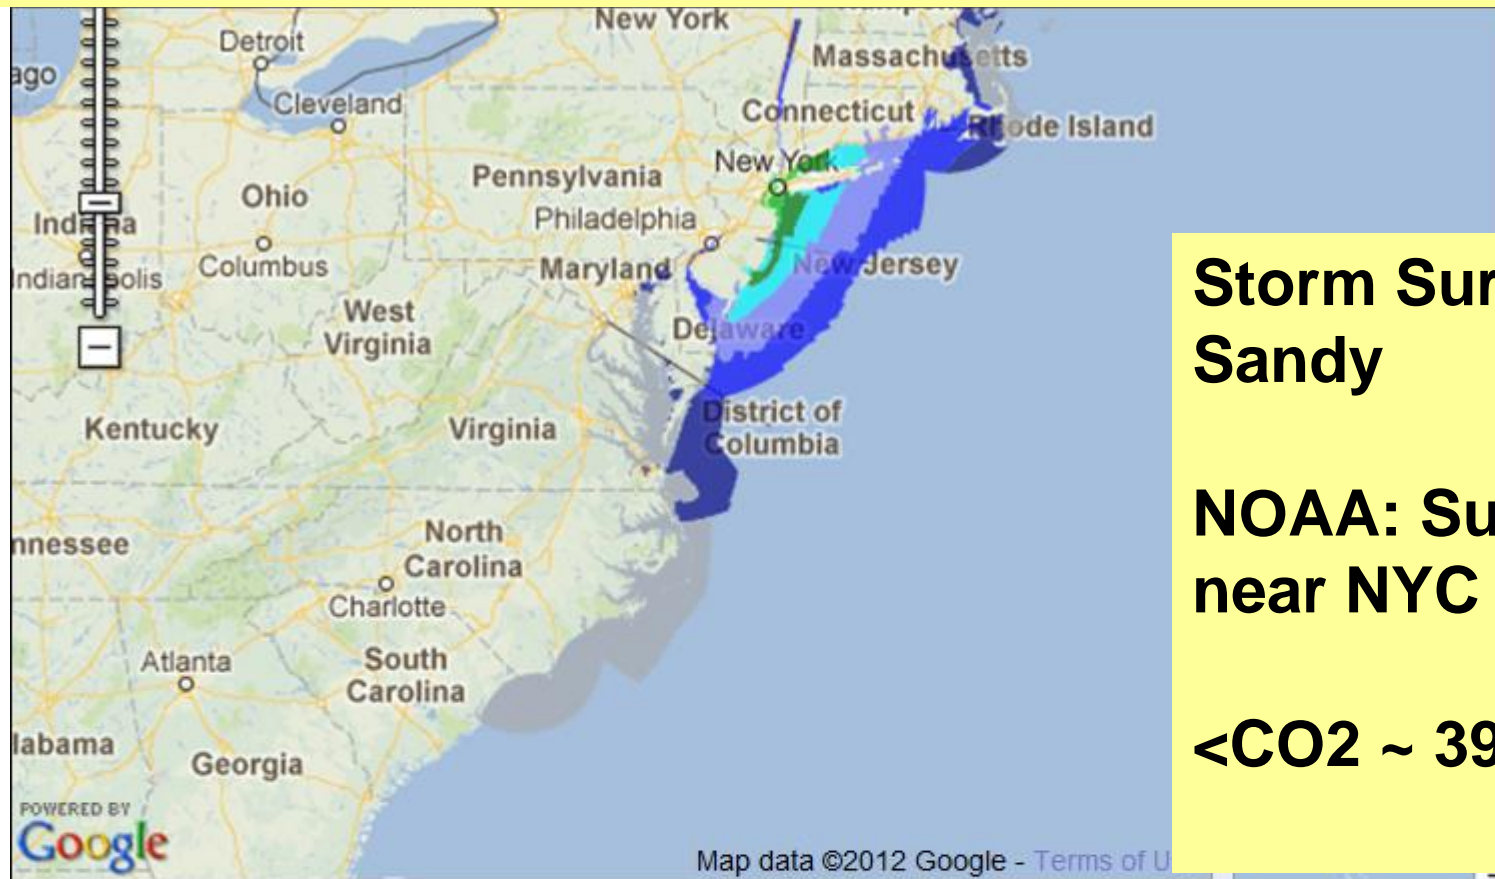 New York
Detroit
Massachusetts
ago
Cleveland
Connecticut
Rhode Island
New York
Pennsylvania
Ohio
Philadelphia
Indiana
Columbus
Maryland
New Jersey
Indianapolis
West
Virginia
Delaware
Kentucky
Virginia
District of
Columbia
North
Carolina
nnessee
Charlotte
Atlanta
South
Carolina
labama
Georgia
POWERED BY
Google
Map data ©2012 Google - Terms of U
Storm Sur
Sandy
NOAA: Su
near NYC
<CO2 ~ 39